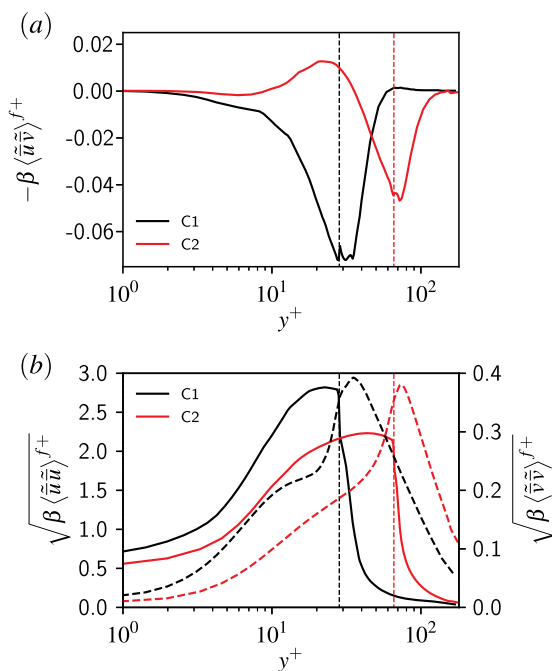 (a)
0.02
0.00
-0.02
-0.04
-0.06
−β ⟨ũ̃ṽ̃⟩^{f+}
C1
C2
10^0 10^1 10^2
y^+
(b)
3.0
2.5
2.0
1.5
1.0
0.5
0.0
√β ⟨ũ̃ũ̃⟩^{f+}
C1
C2
0.4
0.3
0.2
0.1
0.0
√β ⟨ṽ̃ṽ̃⟩^{f+}
10^0 10^1 10^2
y^+